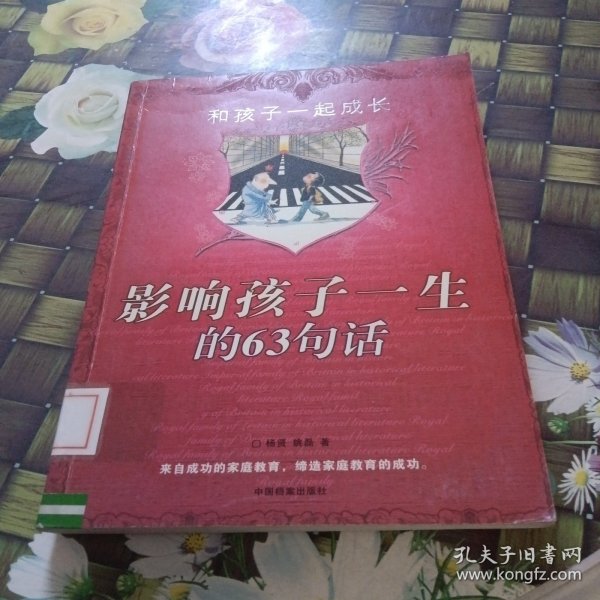 和孩子一起成长
影响孩子一生
的63句话
杨贤 姚晶 著
来自成功的家庭教育，缔造家庭教育的成功。
中国档案出版社
孔夫子旧书网
www.kongfz.com